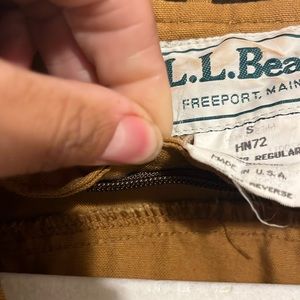 L.L.Bea
FREEPORT, MAIN
S
HN72
REGULAR
MADE IN U.S.A.
REVERSE